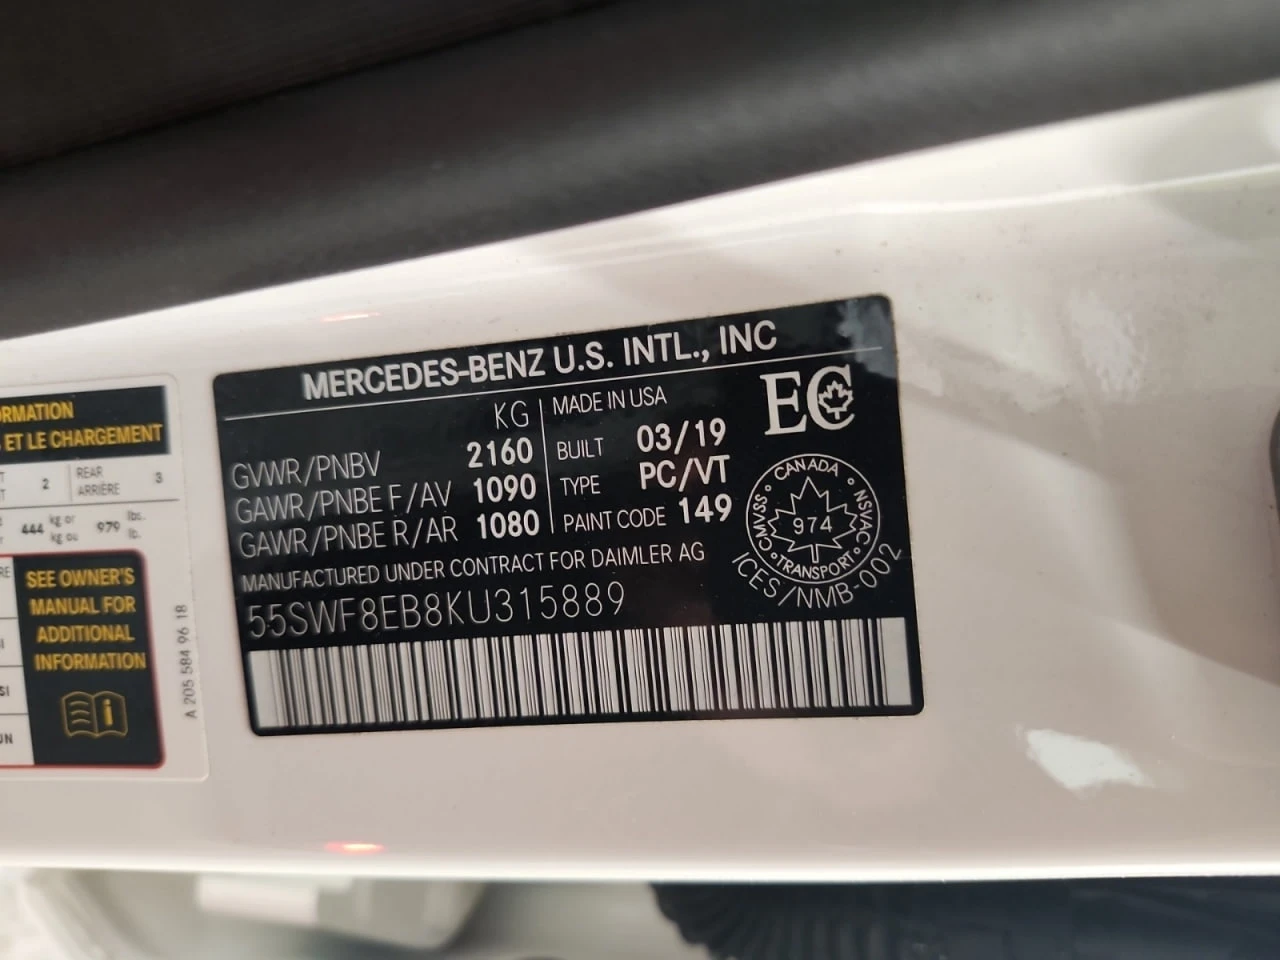 MERCEDES-BENZ U.S. INTL., INC
KG
GVWR/PNBV 2160
GAWR/PNBE F/AV 1090
GAWR/PNBE R/AR 1080
MADE IN USA
BUILT 03/19
TYPE PC/VT
PAINT CODE 149
EC
CANADA
CMVSS
974
NSVAC
TRANSPORT
ICES/NMB-002
MANUFACTURED UNDER CONTRACT FOR DAIMLER AG
55SWF8EB8KU315889
ET LE CHARGEMENT
2
REAR
ARRIÈRE
3
444
kg or
kg ou
979
lbs.
lb.
SEE OWNER'S
MANUAL FOR
ADDITIONAL
INFORMATION
A 205 584 96 18